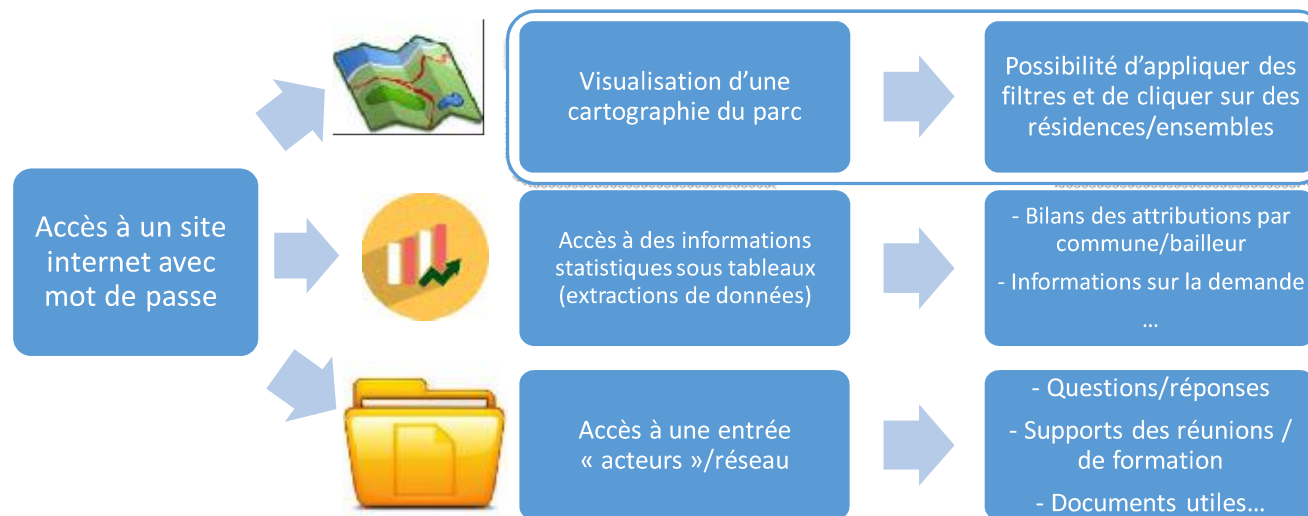 Accès à un site
internet avec
mot de passe
Visualisation d’une
cartographie du parc
Possibilité d’appliquer des
filtres et de cliquer sur des
résidences/ensembles
Accès à des informations
statistiques sous tableaux
(extractions de données)
- Bilans des attributions par
commune/bailleur
- Informations sur la demande
...
Accès à une entrée
« acteurs »/réseau
- Questions/réponses
- Supports des réunions /
de formation
- Documents utiles...